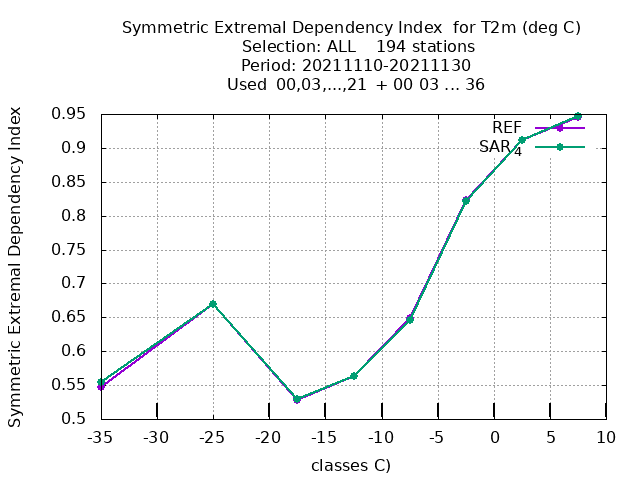 Symmetric Extremal Dependency Index  for T2m (deg C)
Selection: ALL    194 stations
Period: 20211110-20211130
Used  00,03,...,21  + 00 03 ... 36
Symmetric Extremal Dependency Index
0.95
0.9
0.85
0.8
0.75
0.7
0.65
0.6
0.55
0.5
REF
SAR4
-35 -30 -25 -20 -15 -10 -5 0 5 10
classes C)